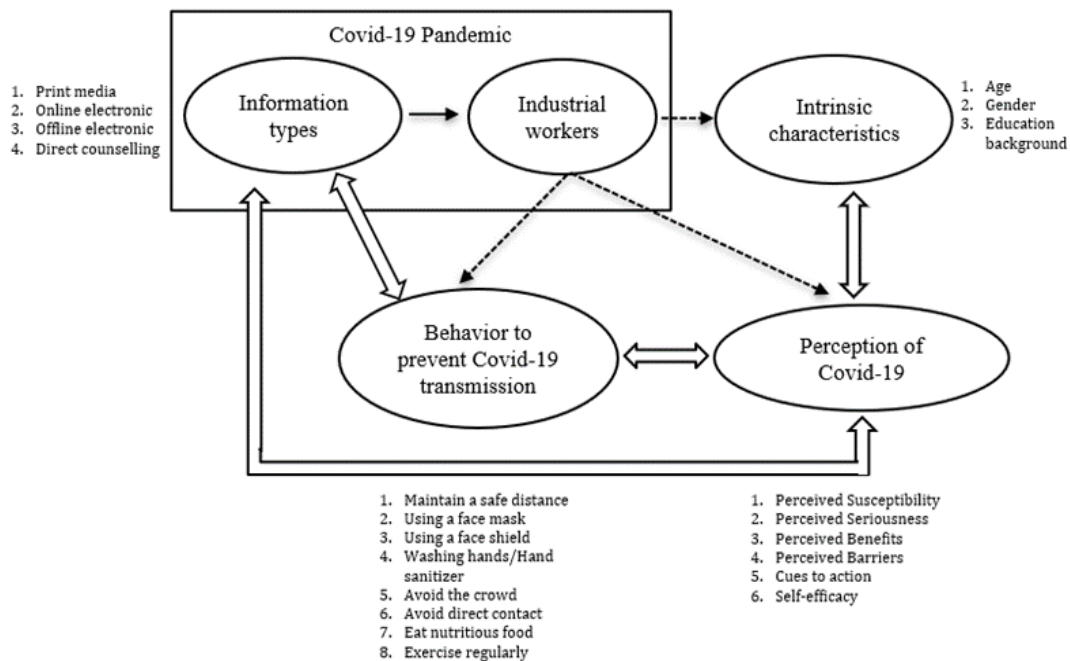 Covid-19 Pandemic
1. Print media
2. Online electronic
3. Offline electronic
4. Direct counselling
Information
types
Industrial
workers
Intrinsic
characteristics
1. Age
2. Gender
3. Education
background
Behavior to
prevent Covid-19
transmission
Perception of
Covid-19
1. Maintain a safe distance
2. Using a face mask
3. Using a face shield
4. Washing hands/Hand
sanitizer
5. Avoid the crowd
6. Avoid direct contact
7. Eat nutritious food
8. Exercise regularly
1. Perceived Susceptibility
2. Perceived Seriousness
3. Perceived Benefits
4. Perceived Barriers
5. Cues to action
6. Self-efficacy